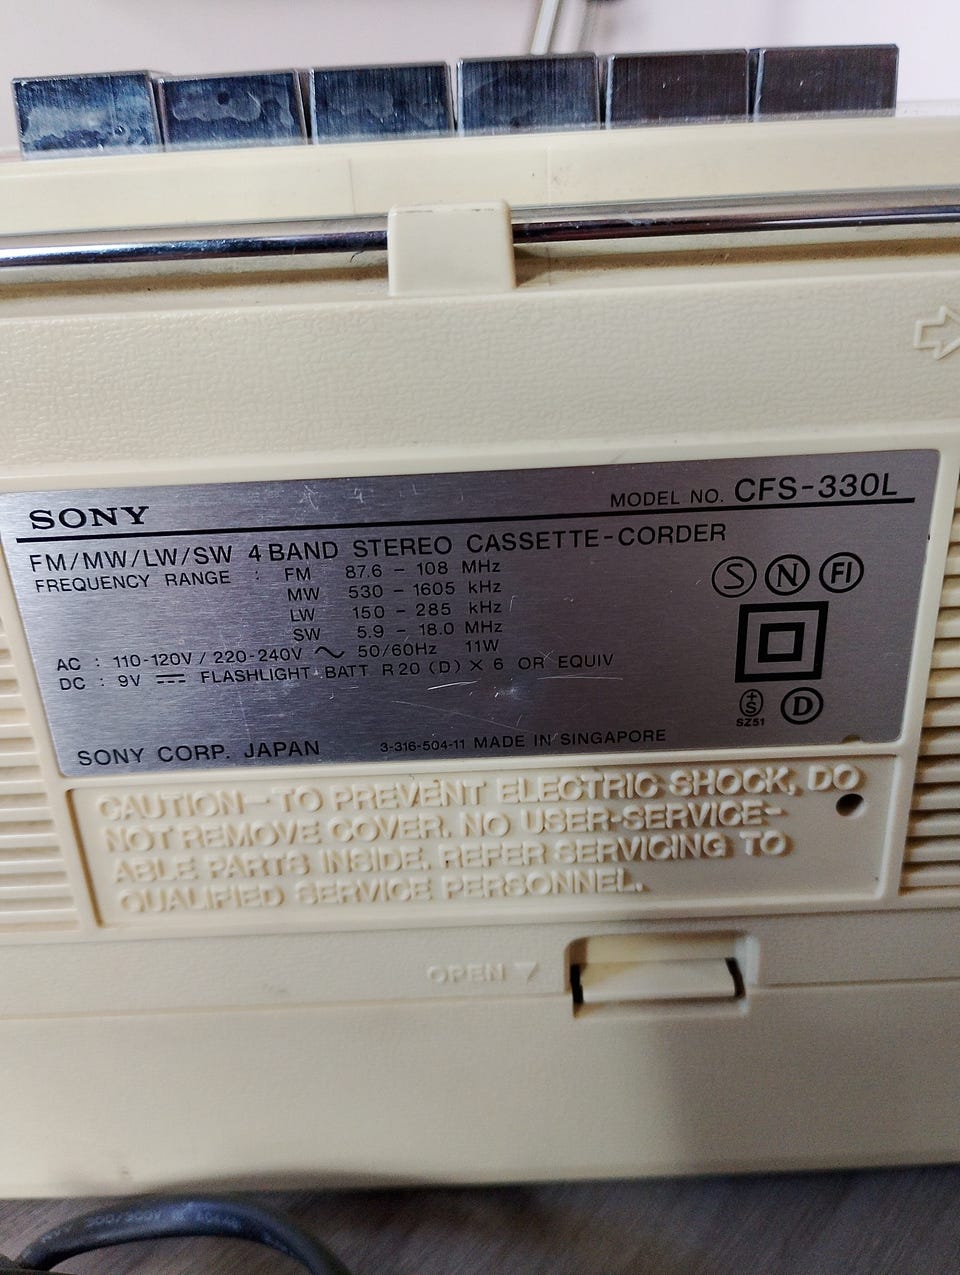 SONY
MODEL NO. CFS-330L
FM/MW/LW/SW 4 BAND STEREO CASSETTE-CORDER
FREQUENCY RANGE : FM 87.6 – 108 MHz
MW 530 – 1605 kHz
LW 150 – 285 kHz
SW 5.9 – 18.0 MHz
AC : 110-120V / 220-240V ～ 50/60Hz 11W
DC : 9V ⎓ FLASHLIGHT BATT R20 (D) × 6 OR EQUIV
S N FI
+S
SZ51
D
SONY CORP. JAPAN 3-316-504-11 MADE IN SINGAPORE
CAUTION—TO PREVENT ELECTRIC SHOCK, DO
NOT REMOVE COVER. NO USER-SERVICE-
ABLE PARTS INSIDE. REFER SERVICING TO
QUALIFIED SERVICE PERSONNEL.
OPEN